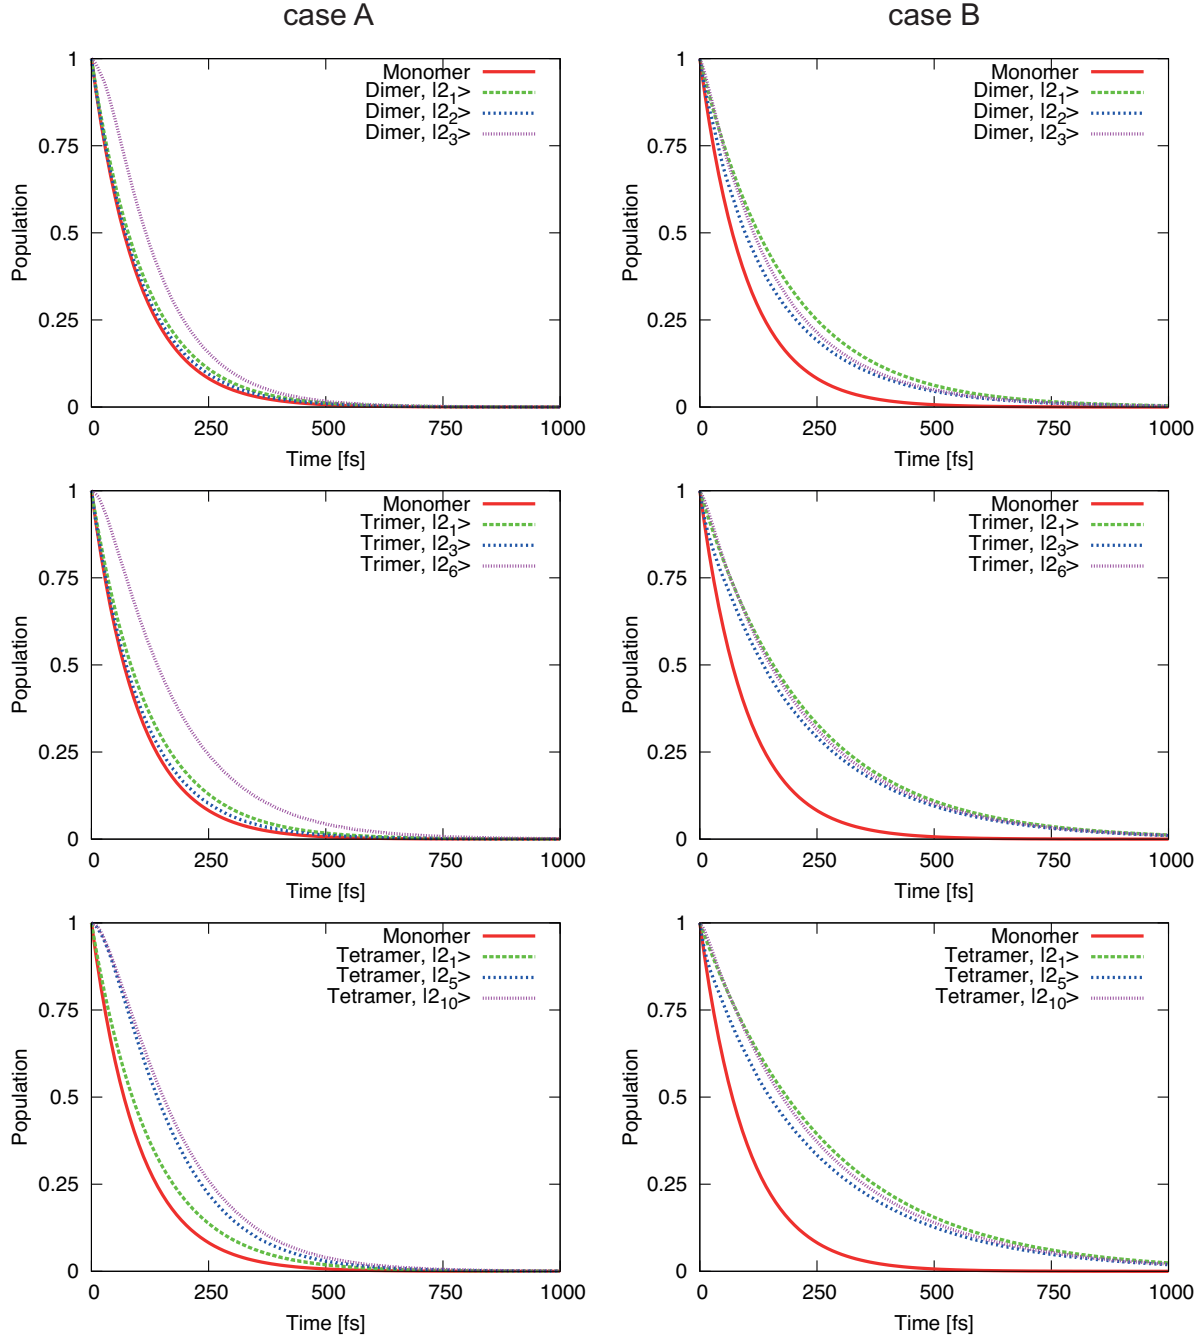 case A
case B
1
0.75
0.5
0.25
0
Population
Monomer
Dimer, |2₁>
Dimer, |2₂>
Dimer, |2₃>
0
250
500
750
1000
Time [fs]
1
0.75
0.5
0.25
0
Population
Monomer
Dimer, |2₁>
Dimer, |2₂>
Dimer, |2₃>
0
250
500
750
1000
Time [fs]
1
0.75
0.5
0.25
0
Population
Monomer
Trimer, |2₁>
Trimer, |2₃>
Trimer, |2₆>
0
250
500
750
1000
Time [fs]
1
0.75
0.5
0.25
0
Population
Monomer
Trimer, |2₁>
Trimer, |2₃>
Trimer, |2₆>
0
250
500
750
1000
Time [fs]
1
0.75
0.5
0.25
0
Population
Monomer
Tetramer, |2₁>
Tetramer, |2₅>
Tetramer, |2₁₀>
0
250
500
750
1000
Time [fs]
1
0.75
0.5
0.25
0
Population
Monomer
Tetramer, |2₁>
Tetramer, |2₅>
Tetramer, |2₁₀>
0
250
500
750
1000
Time [fs]